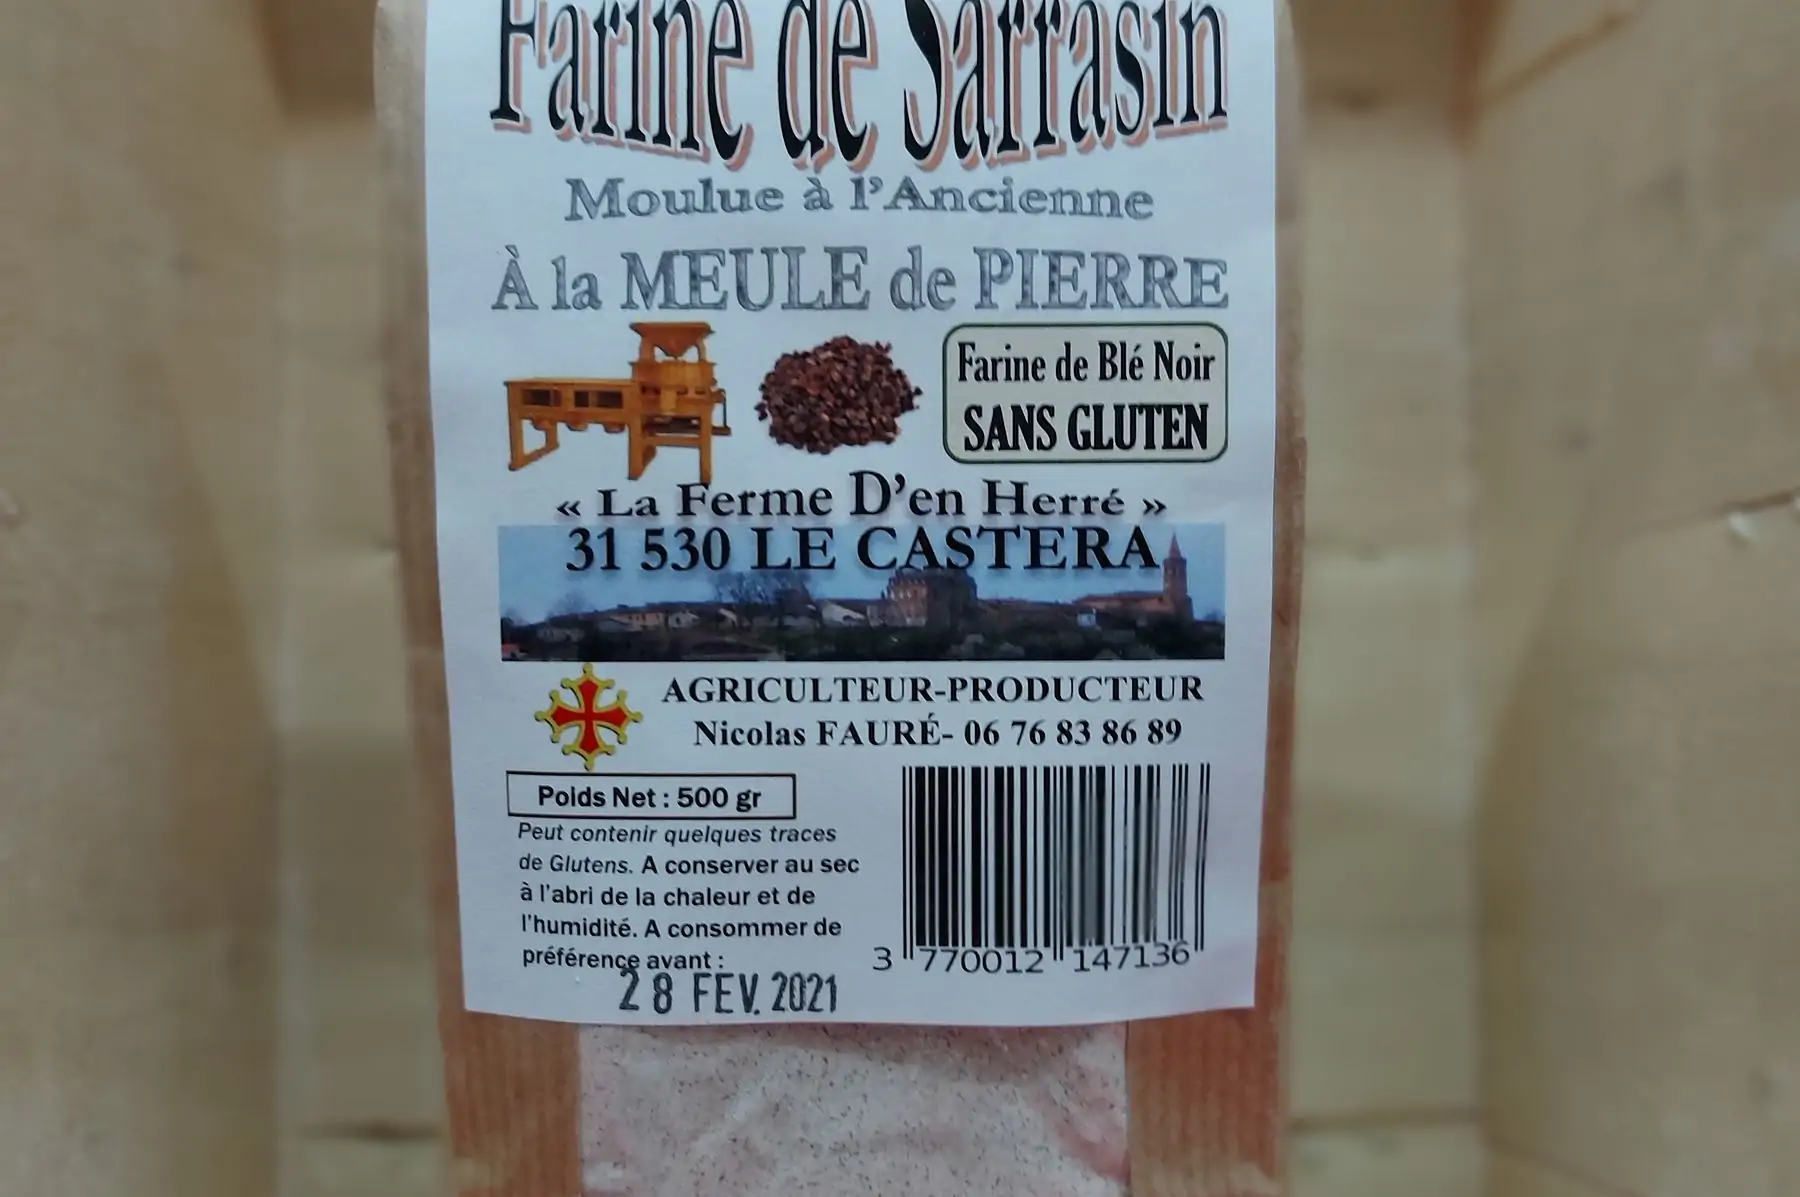 Farine de Sarrasin
Moulue à l'Ancienne
À la MEULE de PIERRE
Farine de Blé Noir
SANS GLUTEN
« La Ferme D'en Herré »
31 530 LE CASTERA
AGRICULTEUR-PRODUCTEUR
Nicolas FAURÉ- 06 76 83 86 89
Poids Net : 500 gr
Peut contenir quelques traces
de Glutens. A conserver au sec
à l'abri de la chaleur et de
l'humidité. A consommer de
préférence avant :
28 FEV. 2021
3 770012 147136